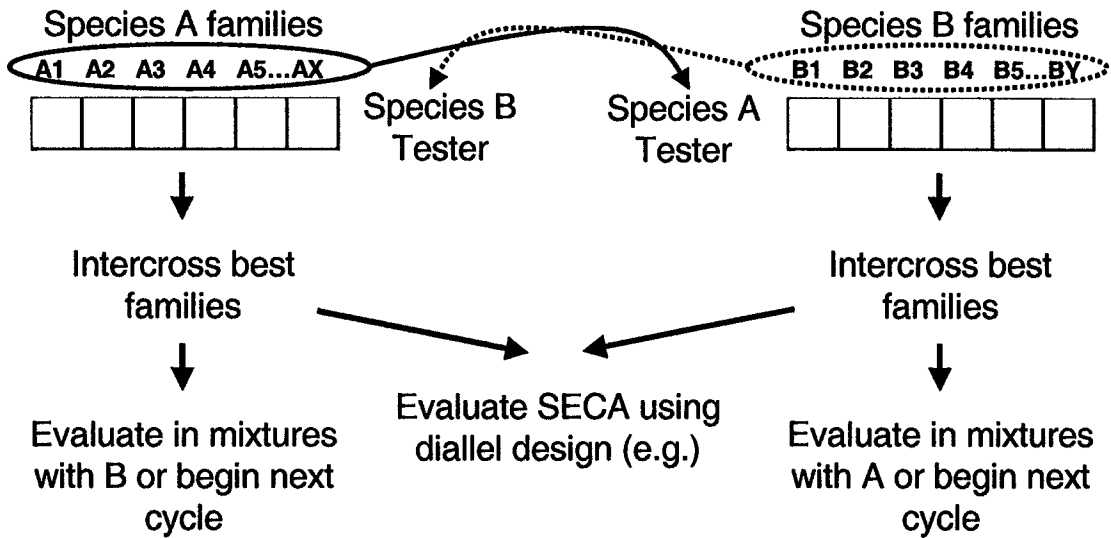 Species A families
A1 A2 A3 A4 A5...AX
Species B
Tester
Species A
Tester
Species B families
B1 B2 B3 B4 B5...BY
Intercross best
families
Intercross best
families
Evaluate SECA using
diallel design (e.g.)
Evaluate in mixtures
with B or begin next
cycle
Evaluate in mixtures
with A or begin next
cycle